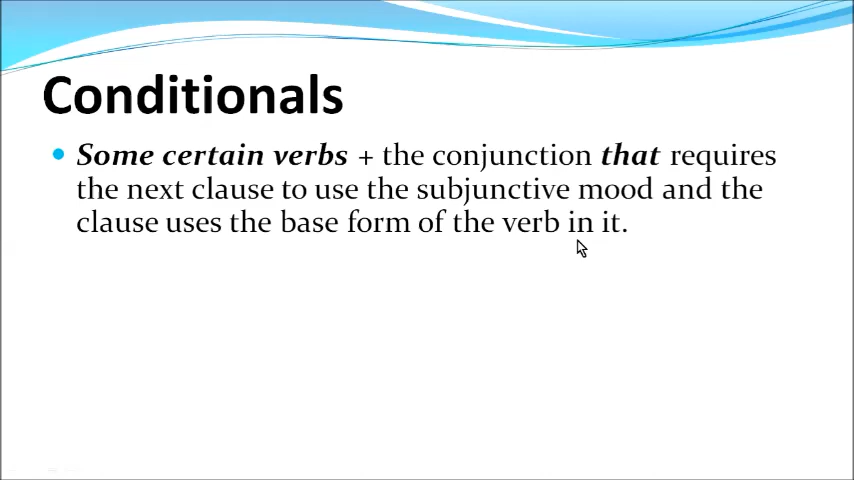 Conditionals
Some certain verbs + the conjunction that requires
the next clause to use the subjunctive mood and the
clause uses the base form of the verb in it.